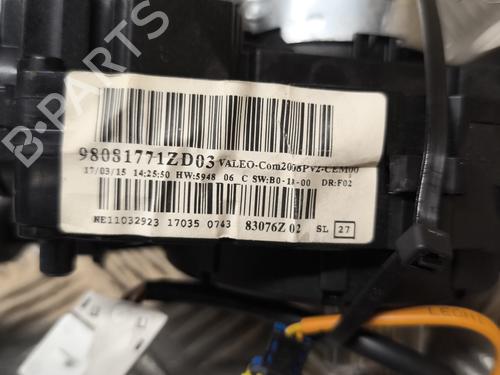 98081771ZD03 VALEO-Com2008PV2-CEM00
17/03/15 14:25:50 HW:5948 06 C SW:B0-11-00 DR:F02
NE11032923 17035 0743 83076Z 02 SL 27
B-PARTS